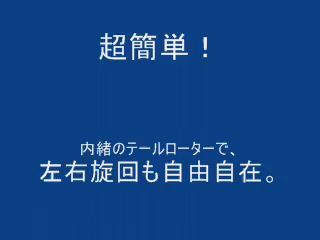 超簡単！
内緒のテールローターで、
左右旋回も自由自在。